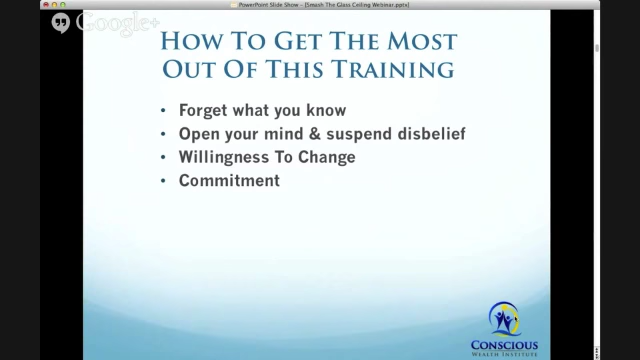 PowerPoint Slide Show - [Smash The Glass Ceiling Webinar.pptx]
Google+
How To Get The Most
Out Of This Training
• Forget what you know
• Open your mind & suspend disbelief
• Willingness To Change
• Commitment
Conscious
Wealth Institute